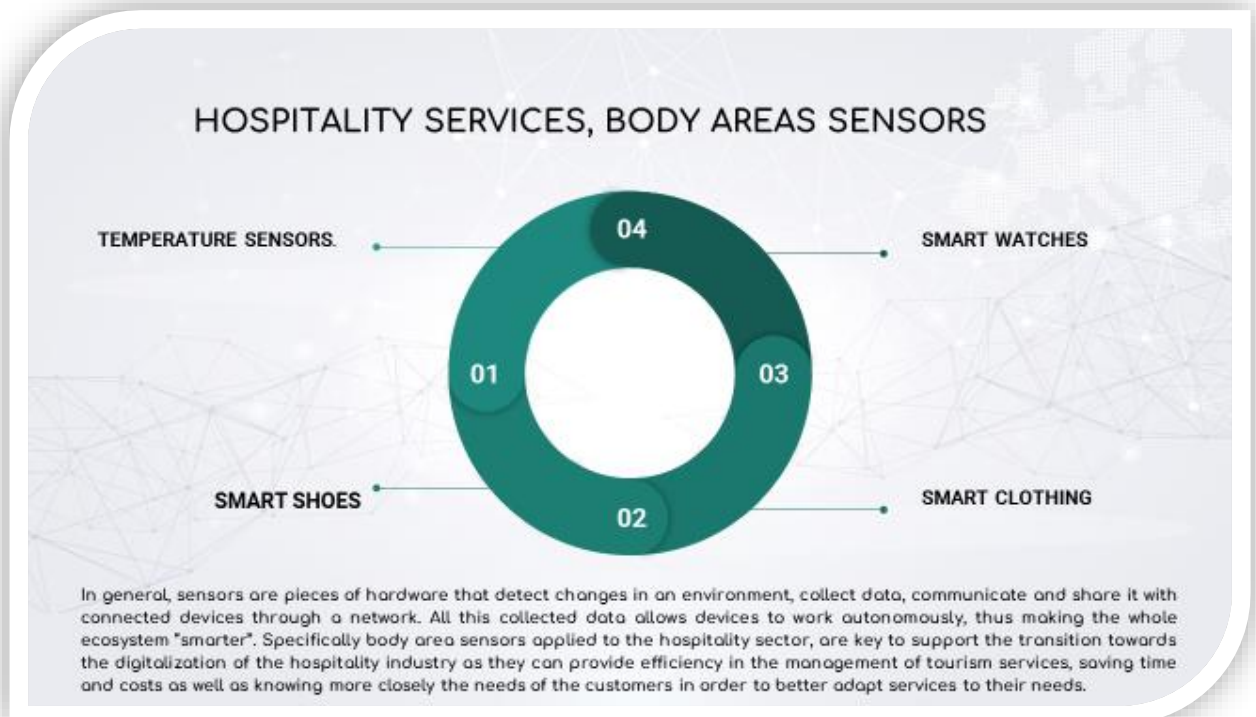 HOSPITALITY SERVICES, BODY AREAS SENSORS
TEMPERATURE SENSORS.
04
SMART WATCHES
01
03
SMART SHOES
02
SMART CLOTHING
In general, sensors are pieces of hardware that detect changes in an environment, collect data, communicate and share it with
connected devices through a network. All this collected data allows devices to work autonomously, thus making the whole
ecosystem "smarter". Specifically body area sensors applied to the hospitality sector, are key to support the transition towards
the digitalization of the hospitality industry as they can provide efficiency in the management of tourism services, saving time
and costs as well as knowing more closely the needs of the customers in order to better adapt services to their needs.